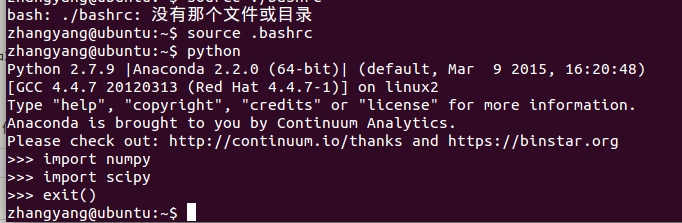 bash: ./bashrc: 没有那个文件或目录
zhangyang@ubuntu:~$ source .bashrc
zhangyang@ubuntu:~$ python
Python 2.7.9 |Anaconda 2.2.0 (64-bit)| (default, Mar  9 2015, 16:20:48)
[GCC 4.4.7 20120313 (Red Hat 4.4.7-1)] on linux2
Type "help", "copyright", "credits" or "license" for more information.
Anaconda is brought to you by Continuum Analytics.
Please check out: http://continuum.io/thanks and https://binstar.org
>>> import numpy
>>> import scipy
>>> exit()
zhangyang@ubuntu:~$